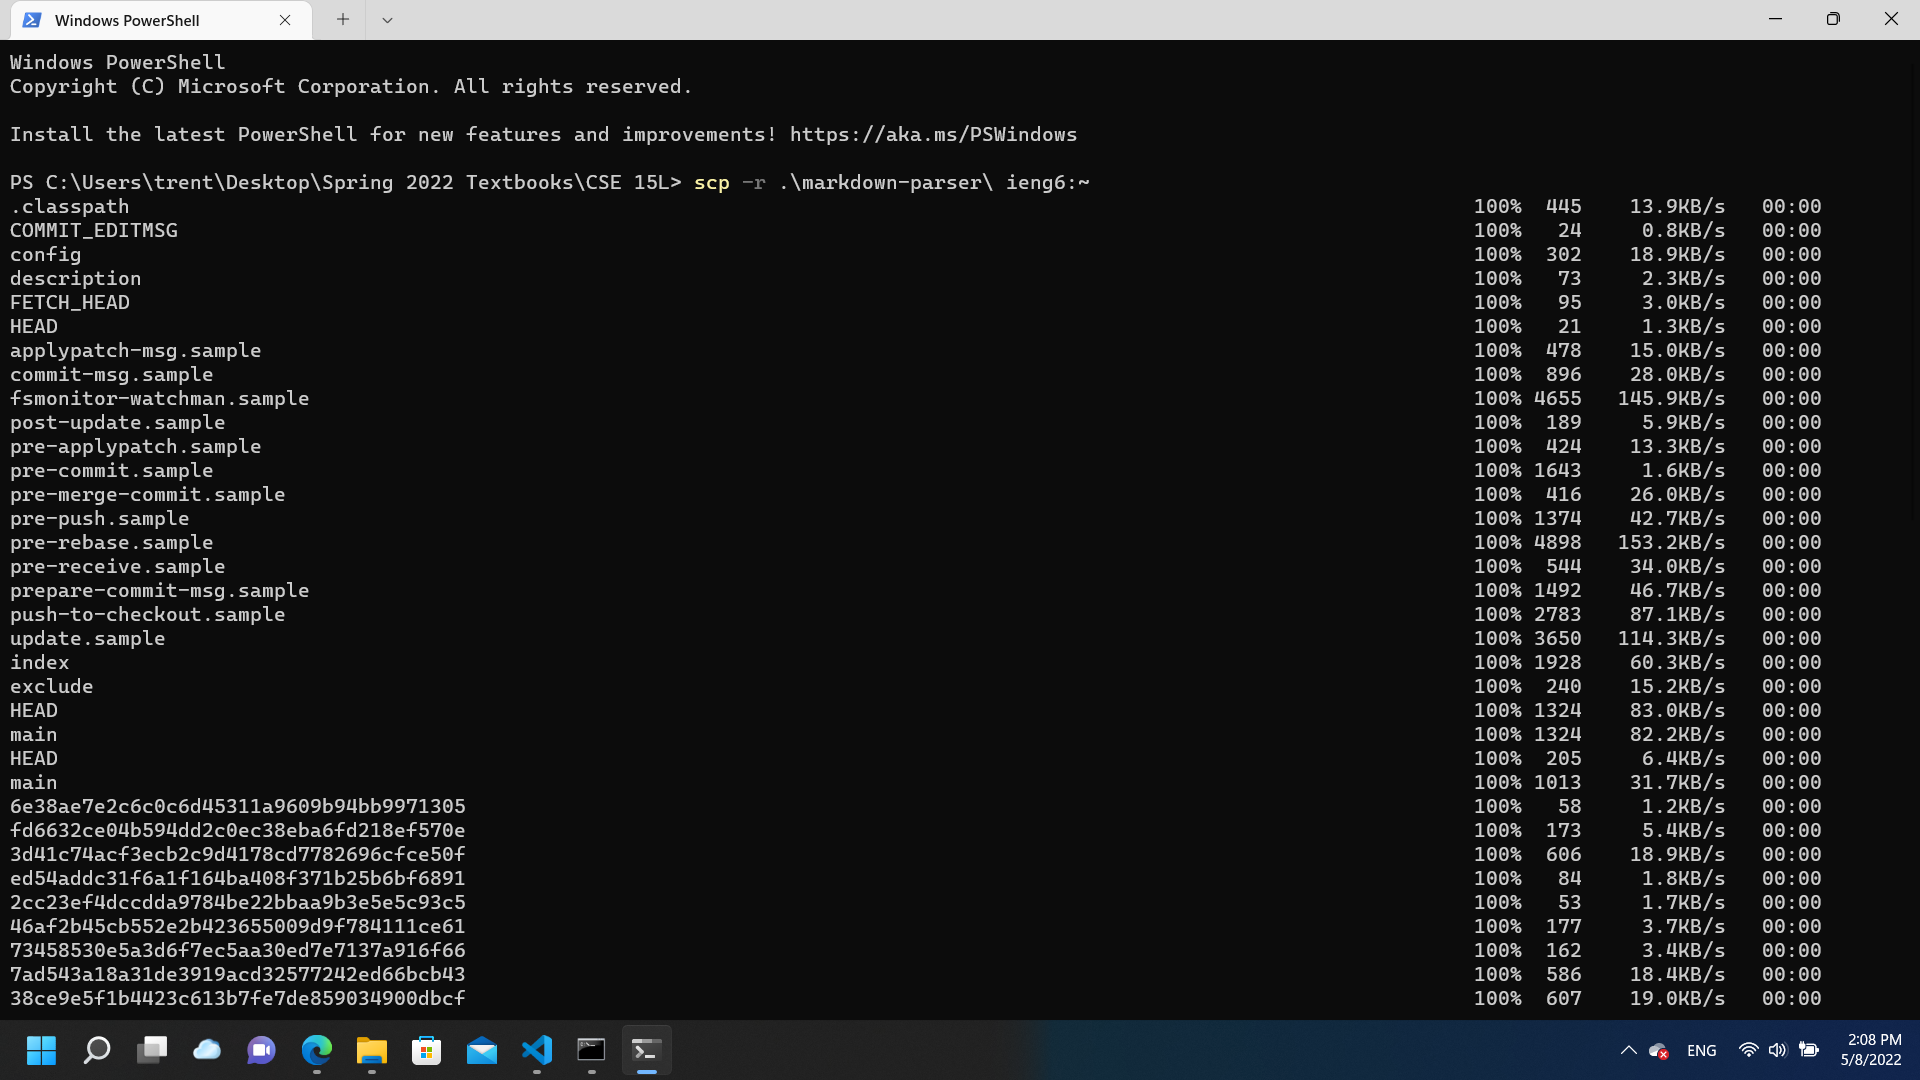 Windows PowerShell
Windows PowerShell
Copyright (C) Microsoft Corporation. All rights reserved.
Install the latest PowerShell for new features and improvements! https://aka.ms/PSWindows
PS C:\Users\trent\Desktop\Spring 2022 Textbooks\CSE 15L> scp -r .\markdown-parser\ ieng6:~
.classpath 100% 445 13.9KB/s 00:00
COMMIT_EDITMSG 100% 24 0.8KB/s 00:00
config 100% 302 18.9KB/s 00:00
description 100% 73 2.3KB/s 00:00
FETCH_HEAD 100% 95 3.0KB/s 00:00
HEAD 100% 21 1.3KB/s 00:00
applypatch-msg.sample 100% 478 15.0KB/s 00:00
commit-msg.sample 100% 896 28.0KB/s 00:00
fsmonitor-watchman.sample 100% 4655 145.9KB/s 00:00
post-update.sample 100% 189 5.9KB/s 00:00
pre-applypatch.sample 100% 424 13.3KB/s 00:00
pre-commit.sample 100% 1643 1.6KB/s 00:00
pre-merge-commit.sample 100% 416 26.0KB/s 00:00
pre-push.sample 100% 1374 42.7KB/s 00:00
pre-rebase.sample 100% 4898 153.2KB/s 00:00
pre-receive.sample 100% 544 34.0KB/s 00:00
prepare-commit-msg.sample 100% 1492 46.7KB/s 00:00
push-to-checkout.sample 100% 2783 87.1KB/s 00:00
update.sample 100% 3650 114.3KB/s 00:00
index 100% 1928 60.3KB/s 00:00
exclude 100% 240 15.2KB/s 00:00
HEAD 100% 1324 83.0KB/s 00:00
main 100% 1324 82.2KB/s 00:00
HEAD 100% 205 6.4KB/s 00:00
main 100% 1013 31.7KB/s 00:00
6e38ae7e2c6c0c6d45311a9609b94bb9971305 100% 58 1.2KB/s 00:00
fd6632ce04b594dd2c0ec38eba6fd218ef570e 100% 173 5.4KB/s 00:00
3d41c74acf3ecb2c9d4178cd7782696cfce50f 100% 606 18.9KB/s 00:00
ed54addc31f6a1f164ba408f371b25b6bf6891 100% 84 1.8KB/s 00:00
2cc23ef4dccdda9784be22bbaa9b3e5e5c93c5 100% 53 1.7KB/s 00:00
46af2b45cb552e2b423655009d9f784111ce61 100% 177 3.7KB/s 00:00
73458530e5a3d6f7ec5aa30ed7e7137a916f66 100% 162 3.4KB/s 00:00
7ad543a18a31de3919acd32577242ed66bcb43 100% 586 18.4KB/s 00:00
38ce9e5f1b4423c613b7fe7de859034900dbcf 100% 607 19.0KB/s 00:00
ENG
2:08 PM
5/8/2022